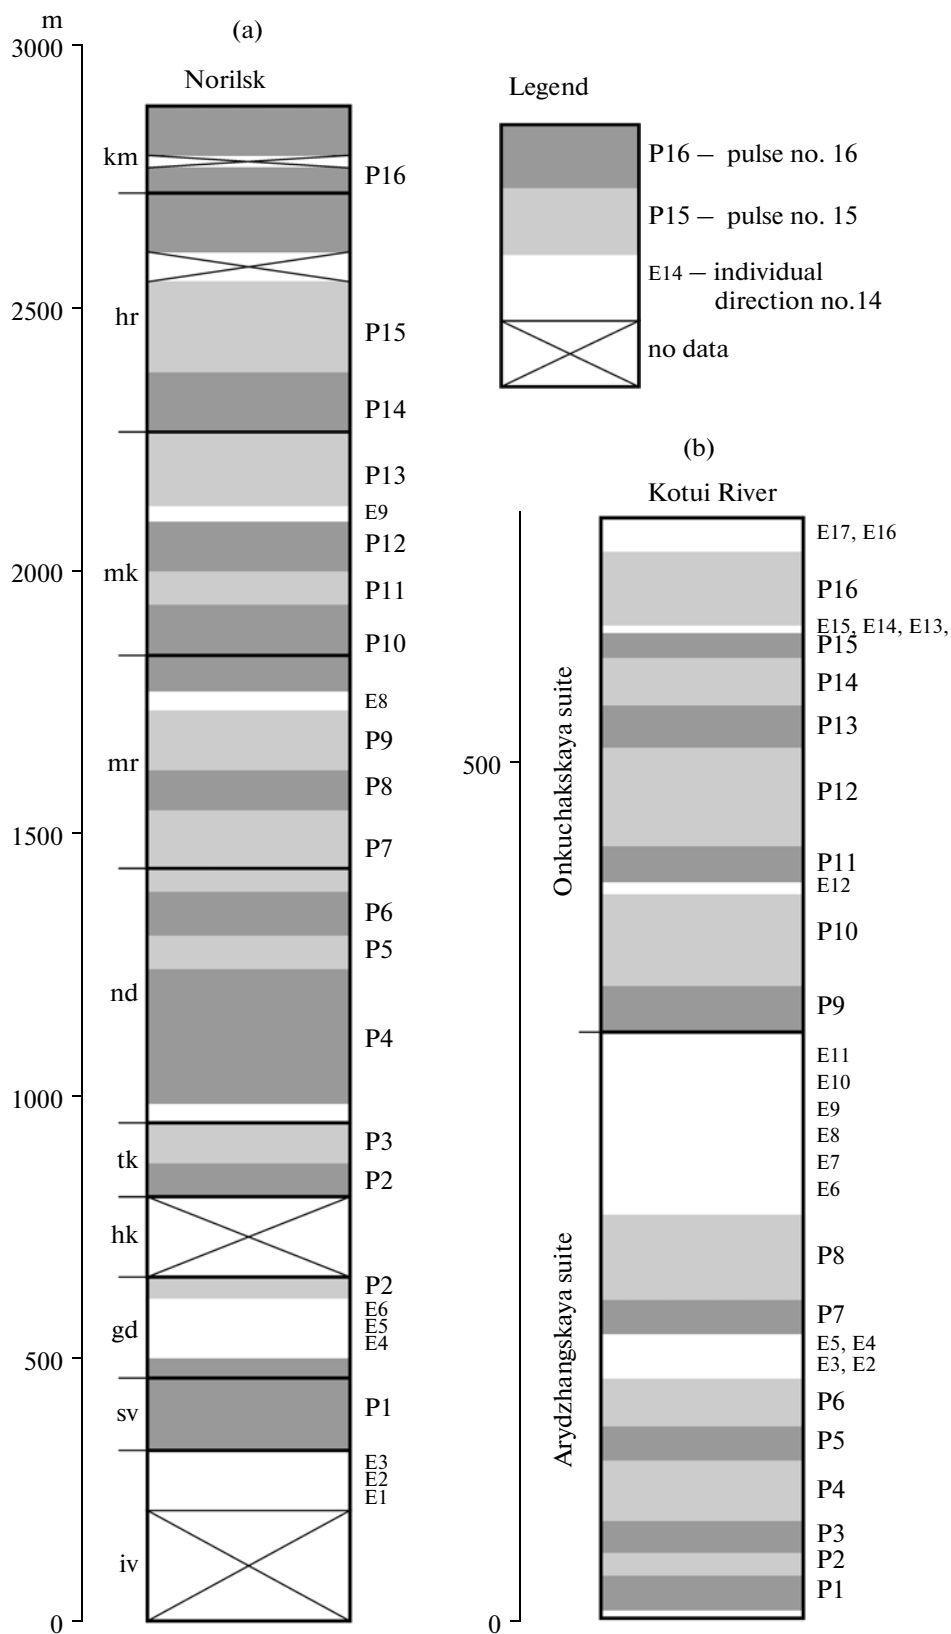 (a)
m
3000
2500
2000
1500
1000
500
0
Norilsk
km
hr
mk
mr
nd
tk
hk
gd
sv
iv
P16
P15
P14
P13
E9
P12
P11
P10
E8
P9
P8
P7
P6
P5
P4
P3
P2
P2
E6
E5
E4
P1
E3
E2
E1
Legend
P16 – pulse no. 16
P15 – pulse no. 15
E14 – individual
direction no.14
no data
(b)
Kotui River
500
0
Onkuchakskaya suite
Arydzhangskaya suite
E17, E16
P16
E15, E14, E13,
P15
P14
P13
P12
P11
E12
P10
P9
E11
E10
E9
E8
E7
E6
P8
P7
E5, E4
E3, E2
P6
P5
P4
P3
P2
P1